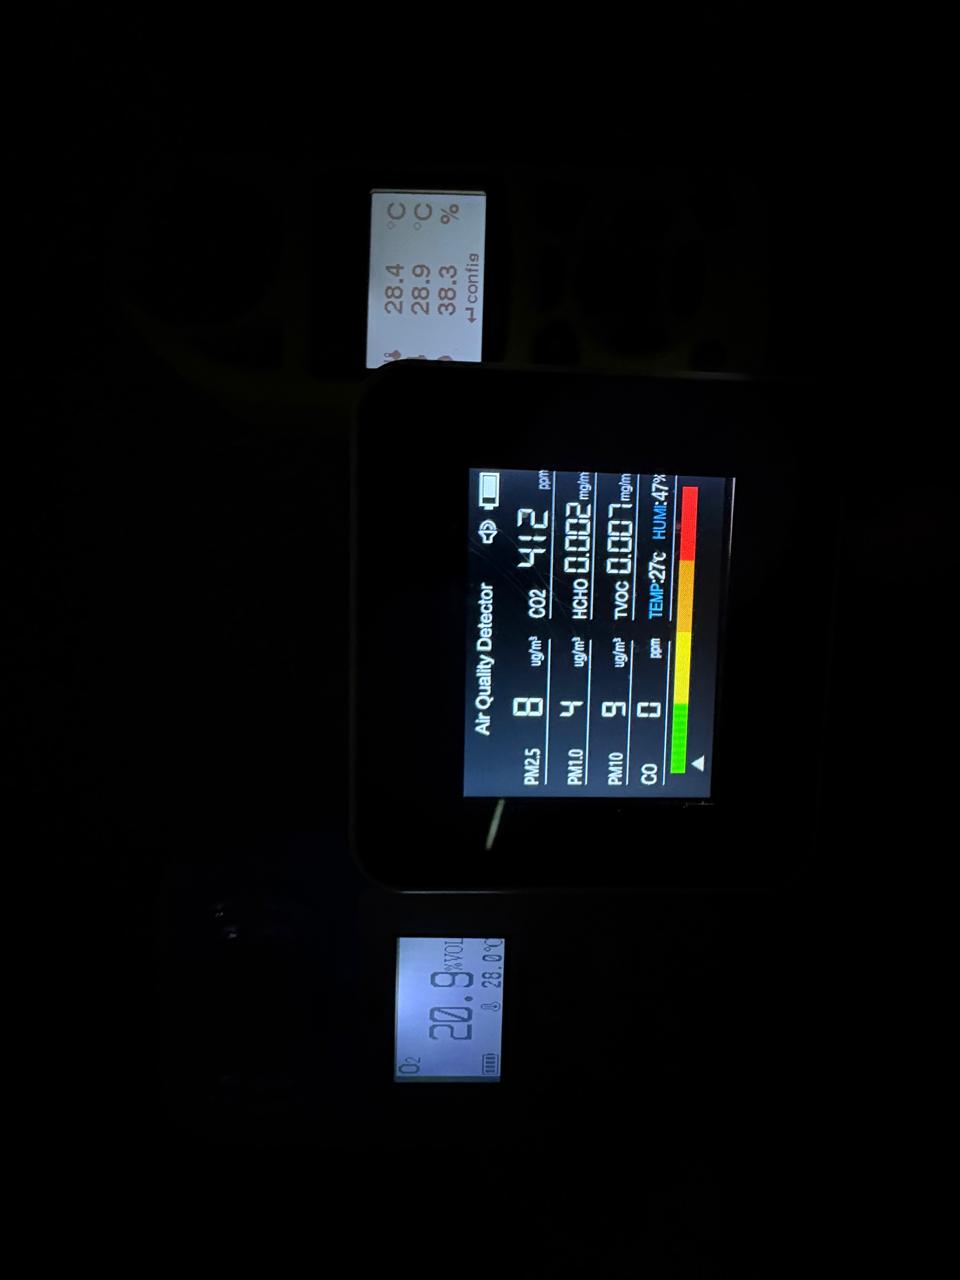 O2
20.9%VOL
28.0℃
Air Quality Detector
PM2.5 8 ug/m³ CO2 412 ppm
PM1.0 4 ug/m³ HCHO 0.002 mg/m
PM10 9 ug/m³ TVOC 0.007 mg/m
CO 0 ppm TEMP:27℃ HUMI:47%
28.4 °C
28.9 °C
38.3 %
↵ config